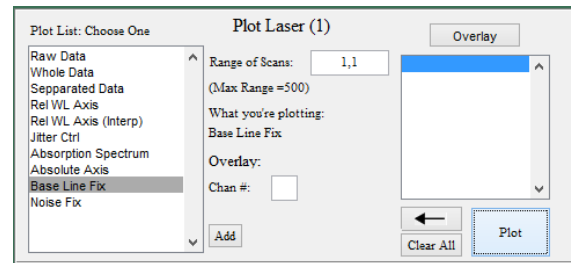 Plot List: Choose One
Raw Data
Whole Data
Sepparated Data
Rel WL Axis
Rel WL Axis (Interp)
Jitter Ctrl
Absorption Spectrum
Absolute Axis
Base Line Fix
Noise Fix
Plot Laser (1)
Range of Scans: 1,1
(Max Range =500)
What you're plotting:
Base Line Fix
Overlay:
Chan #:
Add
Overlay
Clear All
Plot